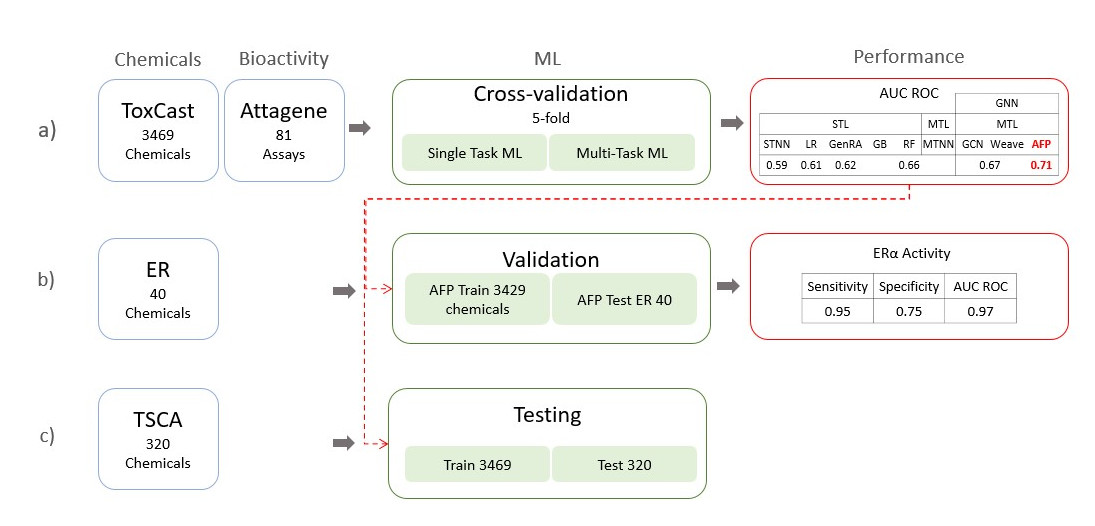 Chemicals
Bioactivity
ML
Performance
a)
ToxCast
3469
Chemicals
Attagene
81
Assays
Cross-validation
5-fold
Single Task ML
Multi-Task ML
AUC ROC
GNN
STL MTL MTL
STNN LR GenRA GB RF MTNN GCN Weave AFP
0.59 0.61 0.62 0.66 0.67 0.71
b)
ER
40
Chemicals
Validation
AFP Train 3429
chemicals
AFP Test ER 40
ERα Activity
Sensitivity Specificity AUC ROC
0.95 0.75 0.97
c)
TSCA
320
Chemicals
Testing
Train 3469
Test 320